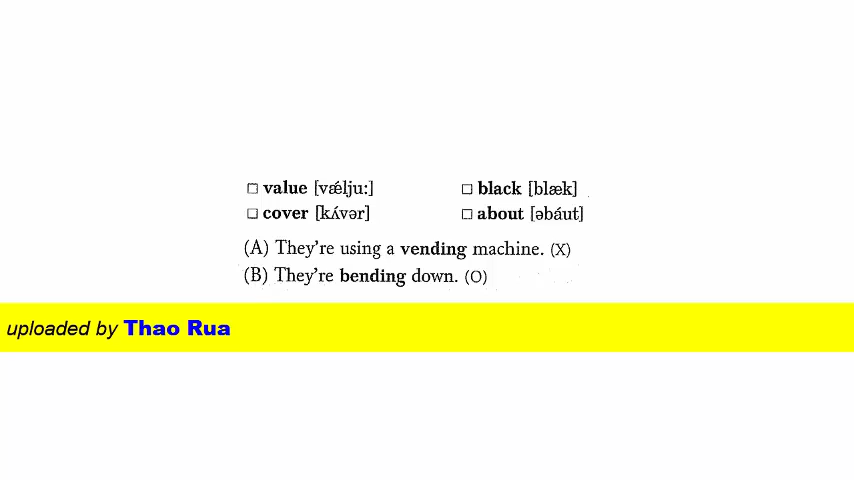 □ value [vǽlju:] □ black [blæk]
□ cover [kʌ́vər] □ about [əbáut]
(A) They're using a vending machine. (X)
(B) They're bending down. (O)
uploaded by Thao Rua